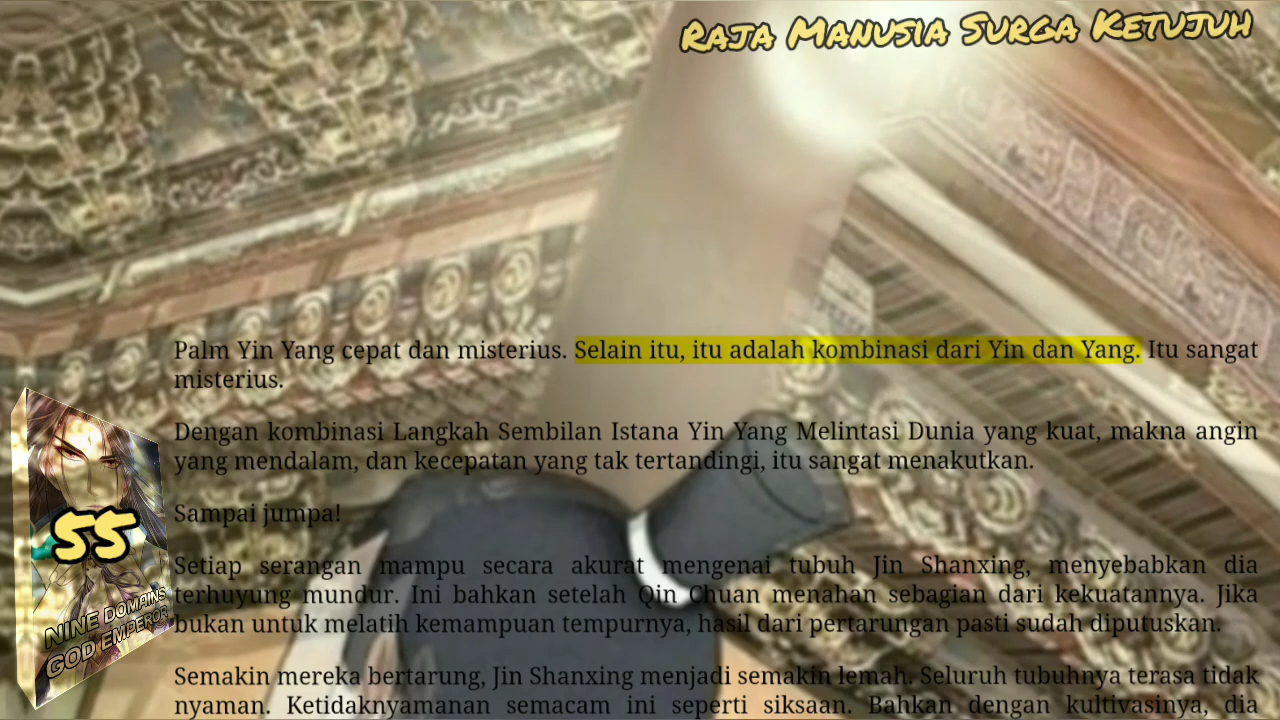 Raja Manusia Surga Ketujuh
Palm Yin Yang cepat dan misterius. Selain itu, itu adalah kombinasi dari Yin dan Yang. Itu sangat
misterius.
Dengan kombinasi Langkah Sembilan Istana Yin Yang Melintasi Dunia yang kuat, makna angin
yang mendalam, dan kecepatan yang tak tertandingi, itu sangat menakutkan.
Sampai jumpa!
Setiap serangan mampu secara akurat mengenai tubuh Jin Shanxing, menyebabkan dia
terhuyung mundur. Ini bahkan setelah Qin Chuan menahan sebagian dari kekuatannya. Jika
bukan untuk melatih kemampuan tempurnya, hasil dari pertarungan pasti sudah diputuskan.
Semakin mereka bertarung, Jin Shanxing menjadi semakin lemah. Seluruh tubuhnya terasa tidak
nyaman. Ketidaknyamanan semacam ini seperti siksaan. Bahkan dengan kultivasinya, dia
55
NINE DOMAINS
GOD EMPEROR